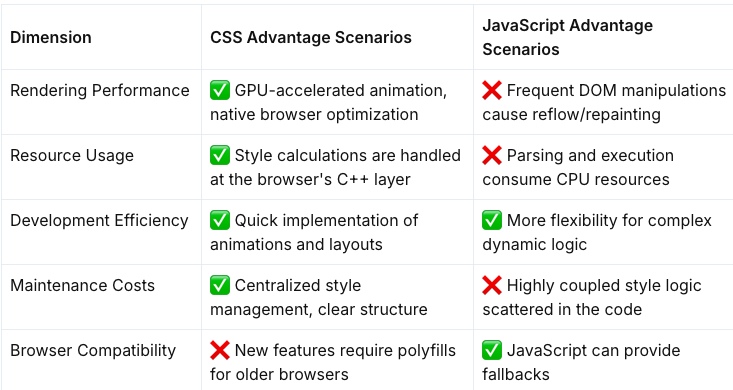 Dimension
CSS Advantage Scenarios
JavaScript Advantage
Scenarios
Rendering Performance
✅ GPU-accelerated animation,
native browser optimization
❌ Frequent DOM manipulations
cause reflow/repainting
Resource Usage
✅ Style calculations are handled
at the browser's C++ layer
❌ Parsing and execution
consume CPU resources
Development Efficiency
✅ Quick implementation of
animations and layouts
✅ More flexibility for complex
dynamic logic
Maintenance Costs
✅ Centralized style
management, clear structure
❌ Highly coupled style logic
scattered in the code
Browser Compatibility
❌ New features require polyfills
for older browsers
✅ JavaScript can provide
fallbacks